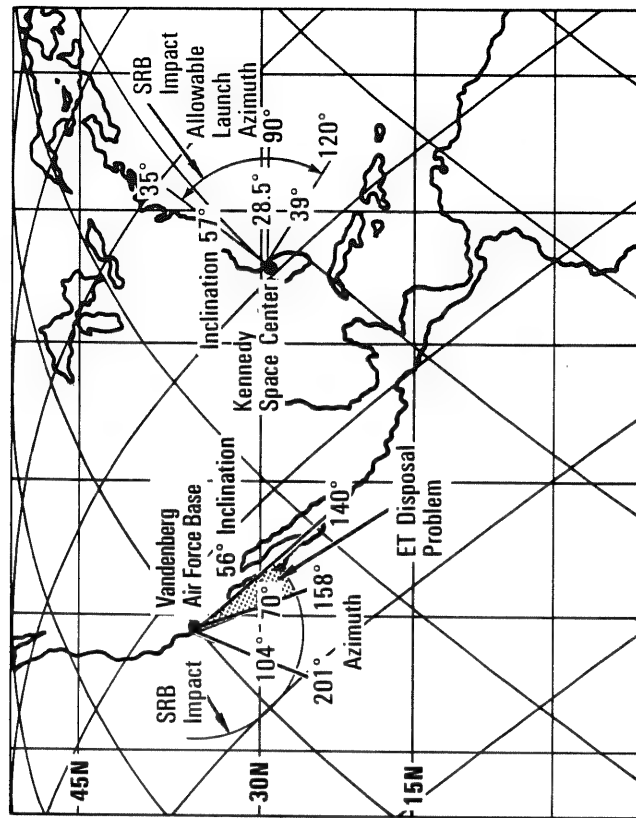 45N
30N
15N
SRB
Impact
Vandenberg
Air Force Base
56° Inclination
104°
70°
201°
158°
140°
Azimuth
ET Disposal
Problem
Kennedy
Space Center
Inclination 57°
28.5°
39°
35°
SRB
Impact
Allowable
Launch
Azimuth
90°
120°